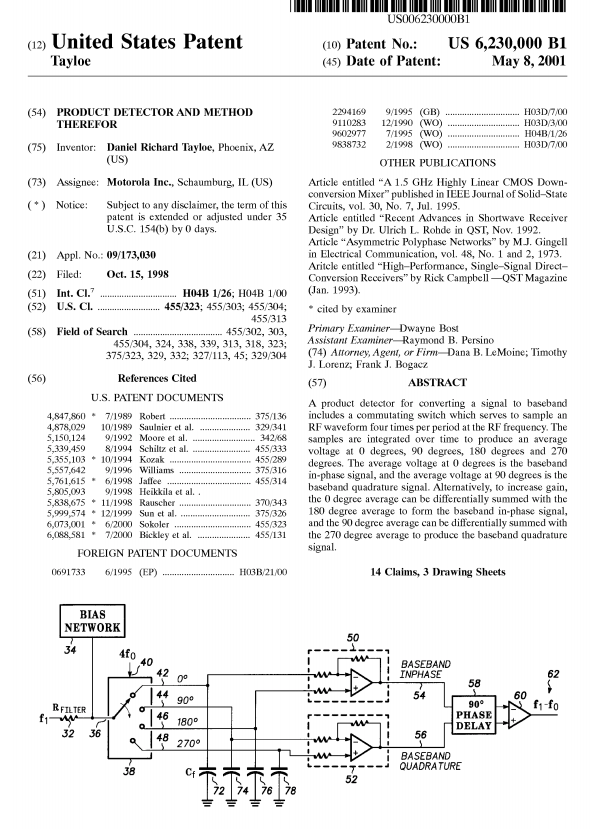 US006230000B1
(12) United States Patent
Tayloe
(10) Patent No.: US 6,230,000 B1
(45) Date of Patent: May 8, 2001
(54) PRODUCT DETECTOR AND METHOD
THEREFOR
(75) Inventor: Daniel Richard Tayloe, Phoenix, AZ
(US)
(73) Assignee: Motorola Inc., Schaumburg, IL (US)
( * ) Notice: Subject to any disclaimer, the term of this
patent is extended or adjusted under 35
U.S.C. 154(b) by 0 days.
(21) Appl. No.: 09/173,030
(22) Filed: Oct. 15, 1998
(51) Int. Cl.7 ........................... H04B 1/26; H04B 1/00
(52) U.S. Cl. ...................... 455/323; 455/303; 455/304;
455/313
(58) Field of Search ............................... 455/302, 303,
455/304, 324, 338, 339, 313, 318, 323;
375/323, 329, 332; 327/113, 45; 329/304
(56) References Cited
U.S. PATENT DOCUMENTS
4,847,860 * 7/1989 Robert ................................ 375/136
4,878,029 10/1989 Saulnier et al. ..................... 329/341
5,150,124 9/1992 Moore et al. ......................... 342/68
5,339,459 8/1994 Schiltz et al. ....................... 455/333
5,355,103 * 10/1994 Kozak ................................. 455/289
5,557,642 9/1996 Williams ............................. 375/316
5,761,615 * 6/1998 Jaffee .................................. 455/314
5,805,093 9/1998 Heikkila et al. .
5,838,675 * 11/1998 Rauscher ............................ 370/343
5,999,574 * 12/1999 Sun et al. ............................ 375/326
6,073,001 * 6/2000 Sokoler ............................... 455/323
6,088,581 * 7/2000 Bickley et al. ...................... 455/131
FOREIGN PATENT DOCUMENTS
0691733 6/1995 (EP) ............................ H03B/21/00
2294169 9/1995 (GB) ............................ H03D/7/00
9110283 12/1990 (WO) ........................... H03D/3/00
9602977 7/1995 (WO) ........................... H04B/1/26
9838732 2/1998 (WO) ........................... H03D/7/00
OTHER PUBLICATIONS
Article entitled “A 1.5 GHz Highly Linear CMOS Down-
conversion Mixer” published in IEEE Journal of Solid–State
Circuits, vol. 30, No. 7, Jul. 1995.
Article entitled “Recent Advances in Shortwave Receiver
Design” by Dr. Ulrich L. Rohde in QST, Nov. 1992.
Article “Asymmetric Polyphase Networks” by M.J. Gingell
in Electrical Communication, vol. 48, No. 1 and 2, 1973.
Article entitled “High–Performance, Single–Signal Direct–
Conversion Receivers” by Rick Campbell —QST Magazine
(Jan. 1993).
* cited by examiner
Primary Examiner—Dwayne Bost
Assistant Examiner—Raymond B. Persino
(74) Attorney, Agent, or Firm—Dana B. LeMoine; Timothy
J. Lorenz; Frank J. Bogacz
(57) ABSTRACT
A product detector for converting a signal to baseband
includes a commutating switch which serves to sample an
RF waveform four times per period at the RF frequency. The
samples are integrated over time to produce an average
voltage at 0 degrees, 90 degrees, 180 degrees and 270
degrees. The average voltage at 0 degrees is the baseband
in-phase signal, and the average voltage at 90 degrees is the
baseband quadrature signal. Alternatively, to increase gain,
the 0 degree average can be differentially summed with the
180 degree average to form the baseband in-phase signal,
and the 90 degree average can be differentially summed with
the 270 degree average to produce the baseband quadrature
signal.
14 Claims, 3 Drawing Sheets
BIAS
NETWORK
34
4f0
40
42 0°
44 90°
46 180°
48 270°
RFILTER
f1
32
36
38
Cf
72 74 76 78
50
BASEBAND
INPHASE
54
52
56
BASEBAND
QUADRATURE
58
90°
PHASE
DELAY
60
62
f1-f0